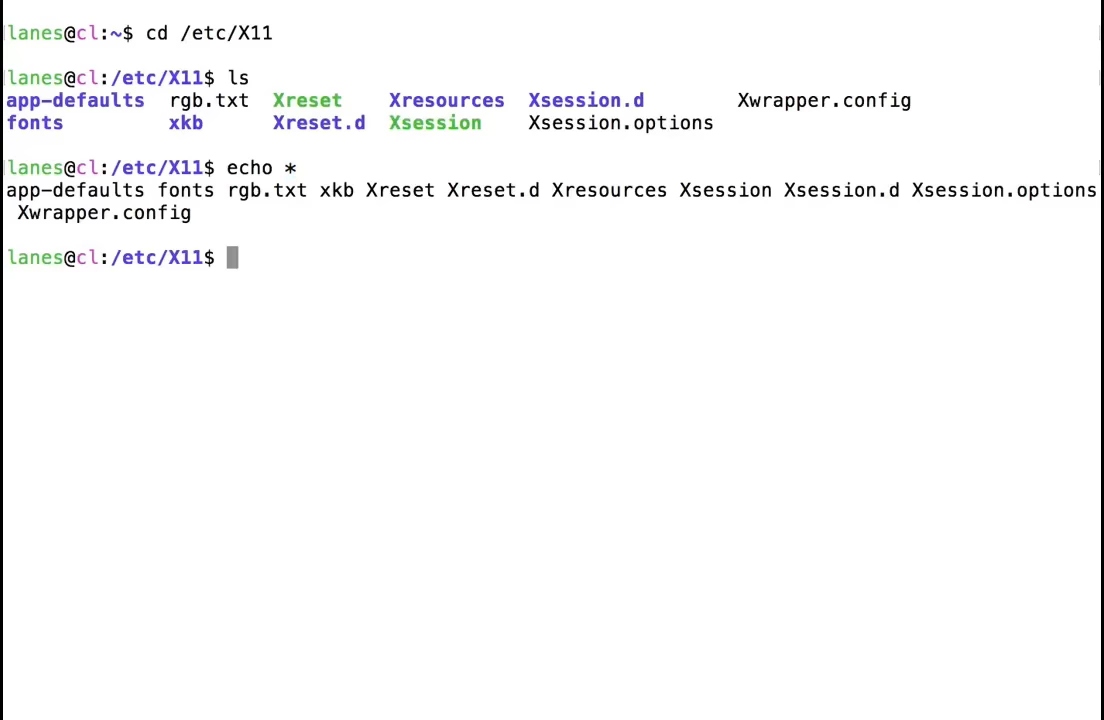 lanes@cl:~$ cd /etc/X11
lanes@cl:/etc/X11$ ls
app-defaults  rgb.txt  Xreset    Xresources  Xsession.d        Xwrapper.config
fonts         xkb      Xreset.d  Xsession    Xsession.options
lanes@cl:/etc/X11$ echo *
app-defaults fonts rgb.txt xkb Xreset Xreset.d Xresources Xsession Xsession.d Xsession.options
 Xwrapper.config
lanes@cl:/etc/X11$